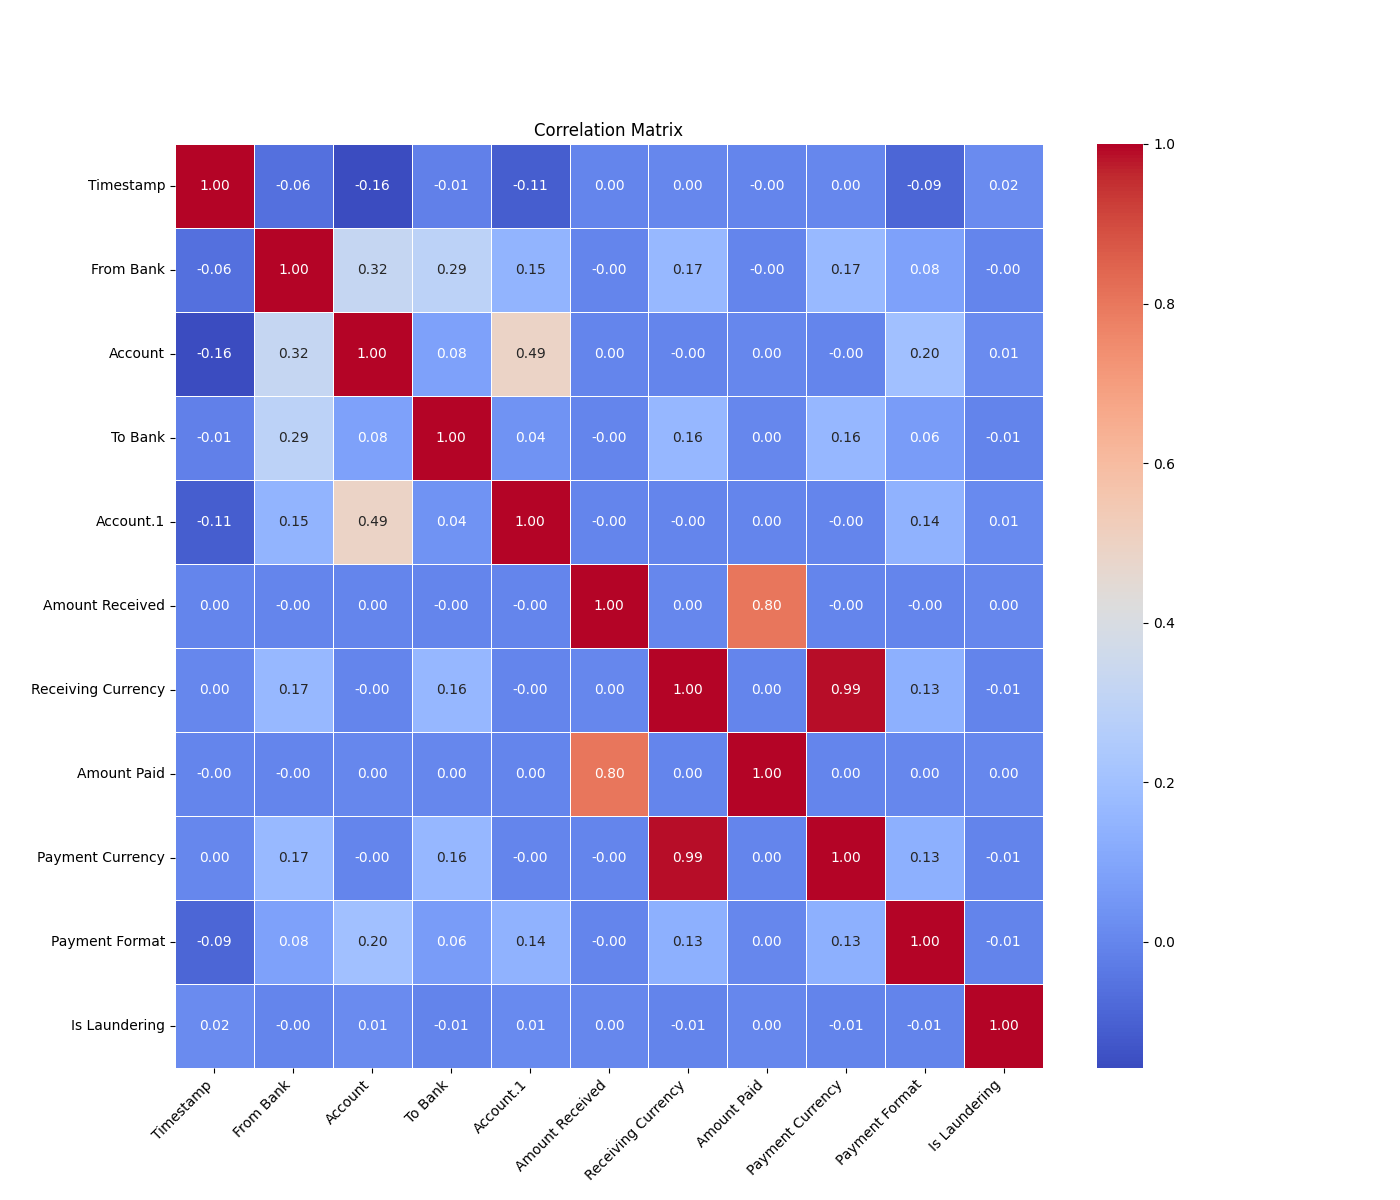 Correlation Matrix
Timestamp 1.00 -0.06 -0.16 -0.01 -0.11 0.00 0.00 -0.00 0.00 -0.09 0.02
From Bank -0.06 1.00 0.32 0.29 0.15 -0.00 0.17 -0.00 0.17 0.08 -0.00
Account -0.16 0.32 1.00 0.08 0.49 0.00 -0.00 0.00 -0.00 0.20 0.01
To Bank -0.01 0.29 0.08 1.00 0.04 -0.00 0.16 0.00 0.16 0.06 -0.01
Account.1 -0.11 0.15 0.49 0.04 1.00 -0.00 -0.00 0.00 -0.00 0.14 0.01
Amount Received 0.00 -0.00 0.00 -0.00 -0.00 1.00 0.00 0.80 -0.00 -0.00 0.00
Receiving Currency 0.00 0.17 -0.00 0.16 -0.00 0.00 1.00 0.00 0.99 0.13 -0.01
Amount Paid -0.00 -0.00 0.00 0.00 0.00 0.80 0.00 1.00 0.00 0.00 0.00
Payment Currency 0.00 0.17 -0.00 0.16 -0.00 -0.00 0.99 0.00 1.00 0.13 -0.01
Payment Format -0.09 0.08 0.20 0.06 0.14 -0.00 0.13 0.00 0.13 1.00 -0.01
Is Laundering 0.02 -0.00 0.01 -0.01 0.01 0.00 -0.01 0.00 -0.01 -0.01 1.00
Timestamp From Bank Account To Bank Account.1 Amount Received Receiving Currency Amount Paid Payment Currency Payment Format Is Laundering
1.0
0.8
0.6
0.4
0.2
0.0